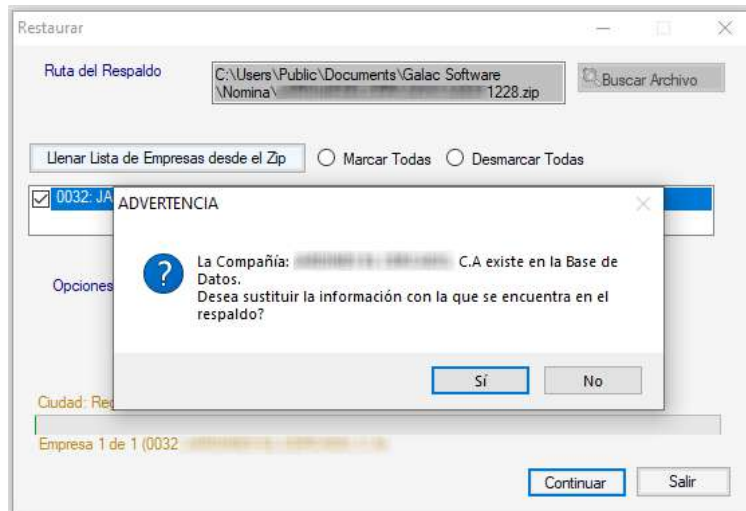 Restaurar
Ruta del Respaldo
C:\Users\Public\Documents\Galac Software
\Nomina\ 1228.zip
Buscar Archivo
Llenar Lista de Empresas desde el Zip
Marcar Todas
Desmarcar Todas
0032: JA
ADVERTENCIA
La Compañía: C.A existe en la Base de
Datos.
Desea sustituir la información con la que se encuentra en el
respaldo?
Opciones
Sí
No
Ciudad: Reg
Empresa 1 de 1 (0032
Continuar
Salir